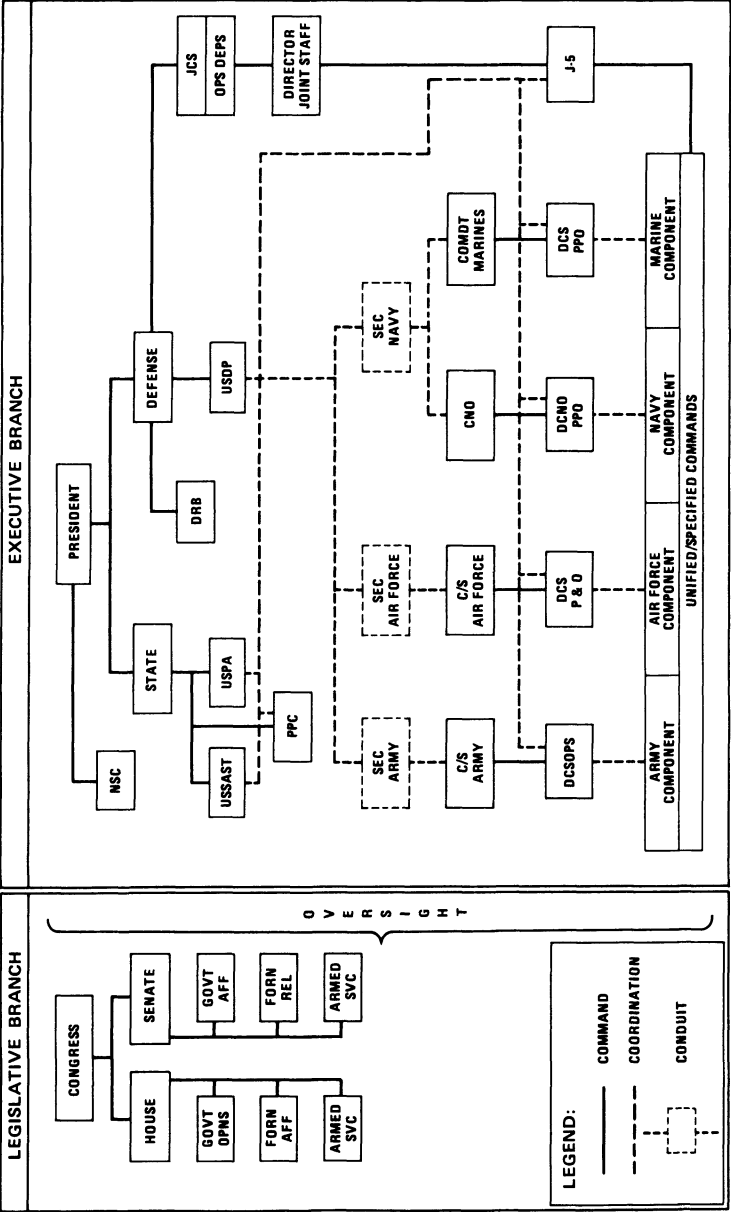 LEGISLATIVE BRANCH
CONGRESS
HOUSE
SENATE
GOVT
OPNS
GOVT
AFF
FORN
AFF
FORN
REL
ARMED
SVC
ARMED
SVC
OVERSIGHT
LEGEND:
COMMAND
COORDINATION
CONDUIT
EXECUTIVE BRANCH
PRESIDENT
NSC
STATE
DEFENSE
JCS
OPS DEPS
USSAST
USPA
DRB
USDP
DIRECTOR
JOINT STAFF
PPC
SEC
ARMY
SEC
AIR FORCE
SEC
NAVY
C/S
ARMY
C/S
AIR FORCE
CNO
COMDT
MARINES
DCSOPS
DCS
P & O
DCNO
PPO
DCS
PPO
J-5
ARMY
COMPONENT
AIR FORCE
COMPONENT
NAVY
COMPONENT
MARINE
COMPONENT
UNIFIED/SPECIFIED COMMANDS